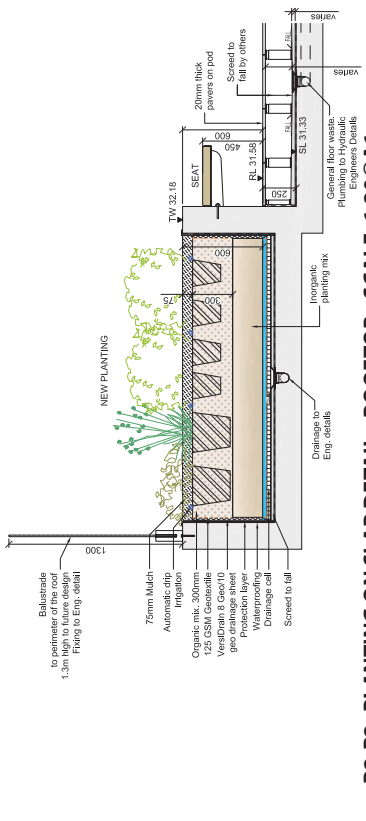 Balustrade
to perimeter of the roof
1.3m high to future design
Fixing to Eng. detail
1300
NEW PLANTING
75mm Mulch
Automatic drip
Irrigation
Organic mix. 300mm
125 GSM Geotextile
VersiDrain 8 Geo/10
geo drainage sheet
Protection layer
Waterproofing
Drainage cell
Screed to fall
Drainage to
Eng. details
Inorganic
planting mix
75
300
600
TW 32.18
SEAT
450
600
20mm thick
pavers on pod
Screed to
fall by others
RL 31.58
SL 31.33
250
FALL
FALL
varies
varies
General floor waste.
Plumbing to Hydraulic
Engineers Details